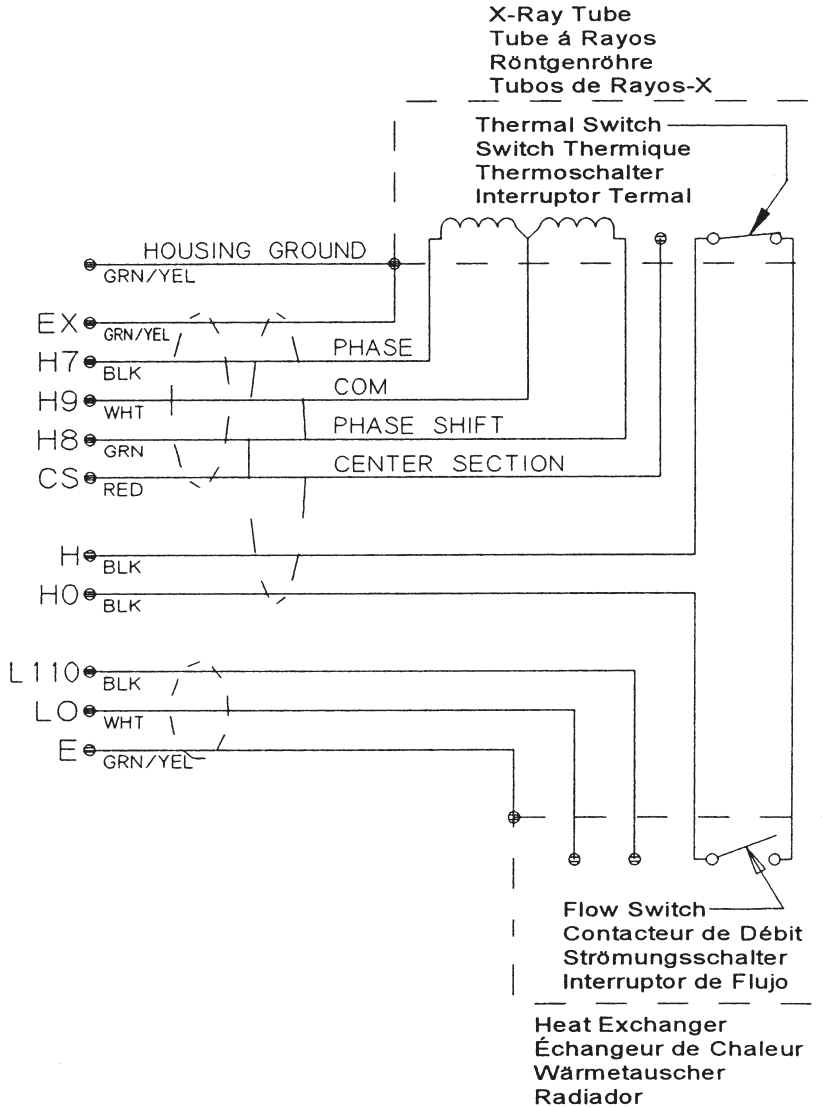 X-Ray Tube
Tube á Rayos
Röntgenröhre
Tubos de Rayos-X
Thermal Switch
Switch Thermique
Thermoschalter
Interruptor Termal
HOUSING GROUND
GRN/YEL
EX
GRN/YEL
H7
BLK
PHASE
H9
WHT
COM
H8
GRN
PHASE SHIFT
CS
RED
CENTER SECTION
H
BLK
H0
BLK
L110
BLK
LO
WHT
E
GRN/YEL
Flow Switch
Contacteur de Débit
Strömungsschalter
Interruptor de Flujo
Heat Exchanger
Échangeur de Chaleur
Wärmetauscher
Radiador